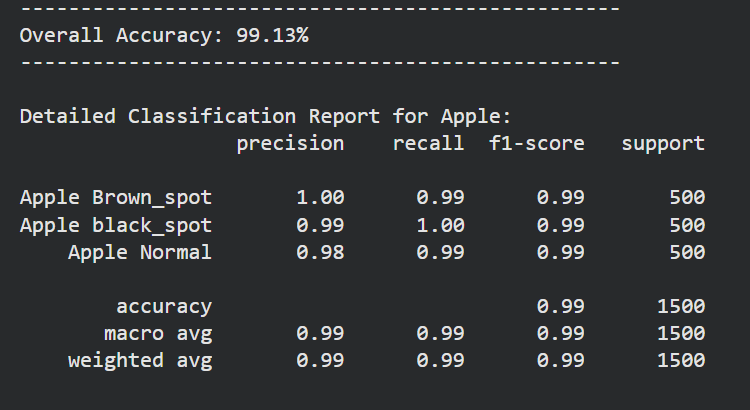 --------------------------------------------------
Overall Accuracy: 99.13%
--------------------------------------------------
Detailed Classification Report for Apple:
precision recall f1-score support
Apple Brown_spot 1.00 0.99 0.99 500
Apple black_spot 0.99 1.00 0.99 500
Apple Normal 0.98 0.99 0.99 500
accuracy 0.99 1500
macro avg 0.99 0.99 0.99 1500
weighted avg 0.99 0.99 0.99 1500